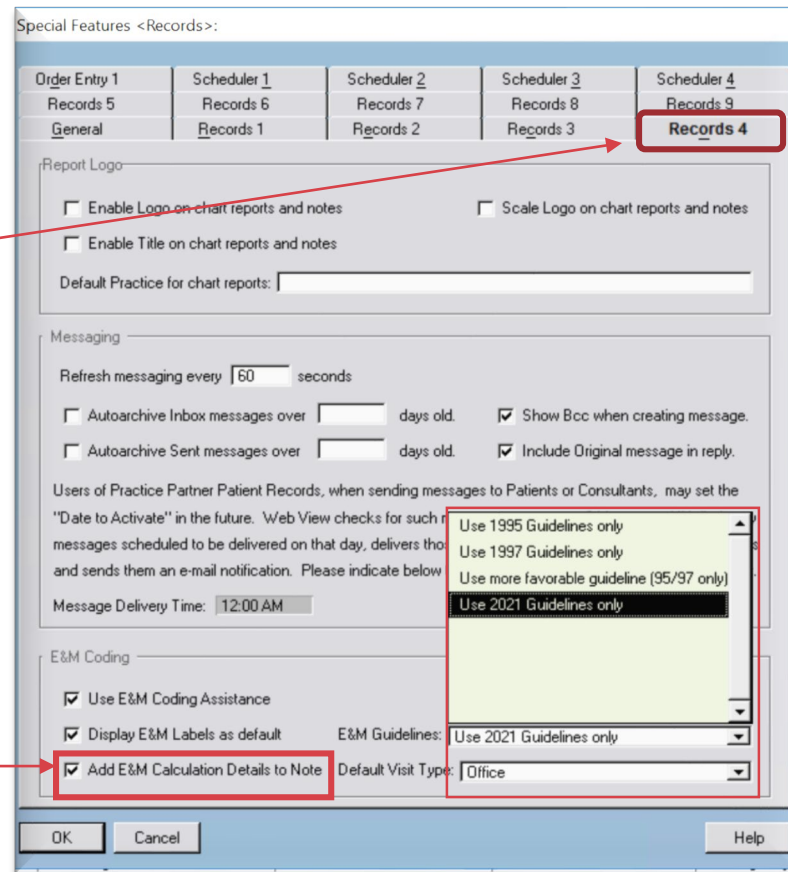 Special Features <Records>:
Order Entry 1 Scheduler 1 Scheduler 2 Scheduler 3 Scheduler 4
Records 5 Records 6 Records 7 Records 8 Records 9
General Records 1 Records 2 Records 3 Records 4
Report Logo
Enable Logo on chart reports and notes Scale Logo on chart reports and notes
Enable Title on chart reports and notes
Default Practice for chart reports:
Messaging
Refresh messaging every 60 seconds
Autoarchive Inbox messages over days old. Show Bcc when creating message.
Autoarchive Sent messages over days old. Include Original message in reply.
Users of Practice Partner Patient Records, when sending messages to Patients or Consultants, may set the
"Date to Activate" in the future. Web View checks for such
messages scheduled to be delivered on that day, delivers
and sends them an e-mail notification. Please indicate below
Message Delivery Time: 12:00 AM
Use 1995 Guidelines only
Use 1997 Guidelines only
Use more favorable guideline (95/97 only)
Use 2021 Guidelines only
E&M Coding
Use E&M Coding Assistance
Display E&M Labels as default E&M Guidelines: Use 2021 Guidelines only
Add E&M Calculation Details to Note Default Visit Type: Office
OK Cancel Help